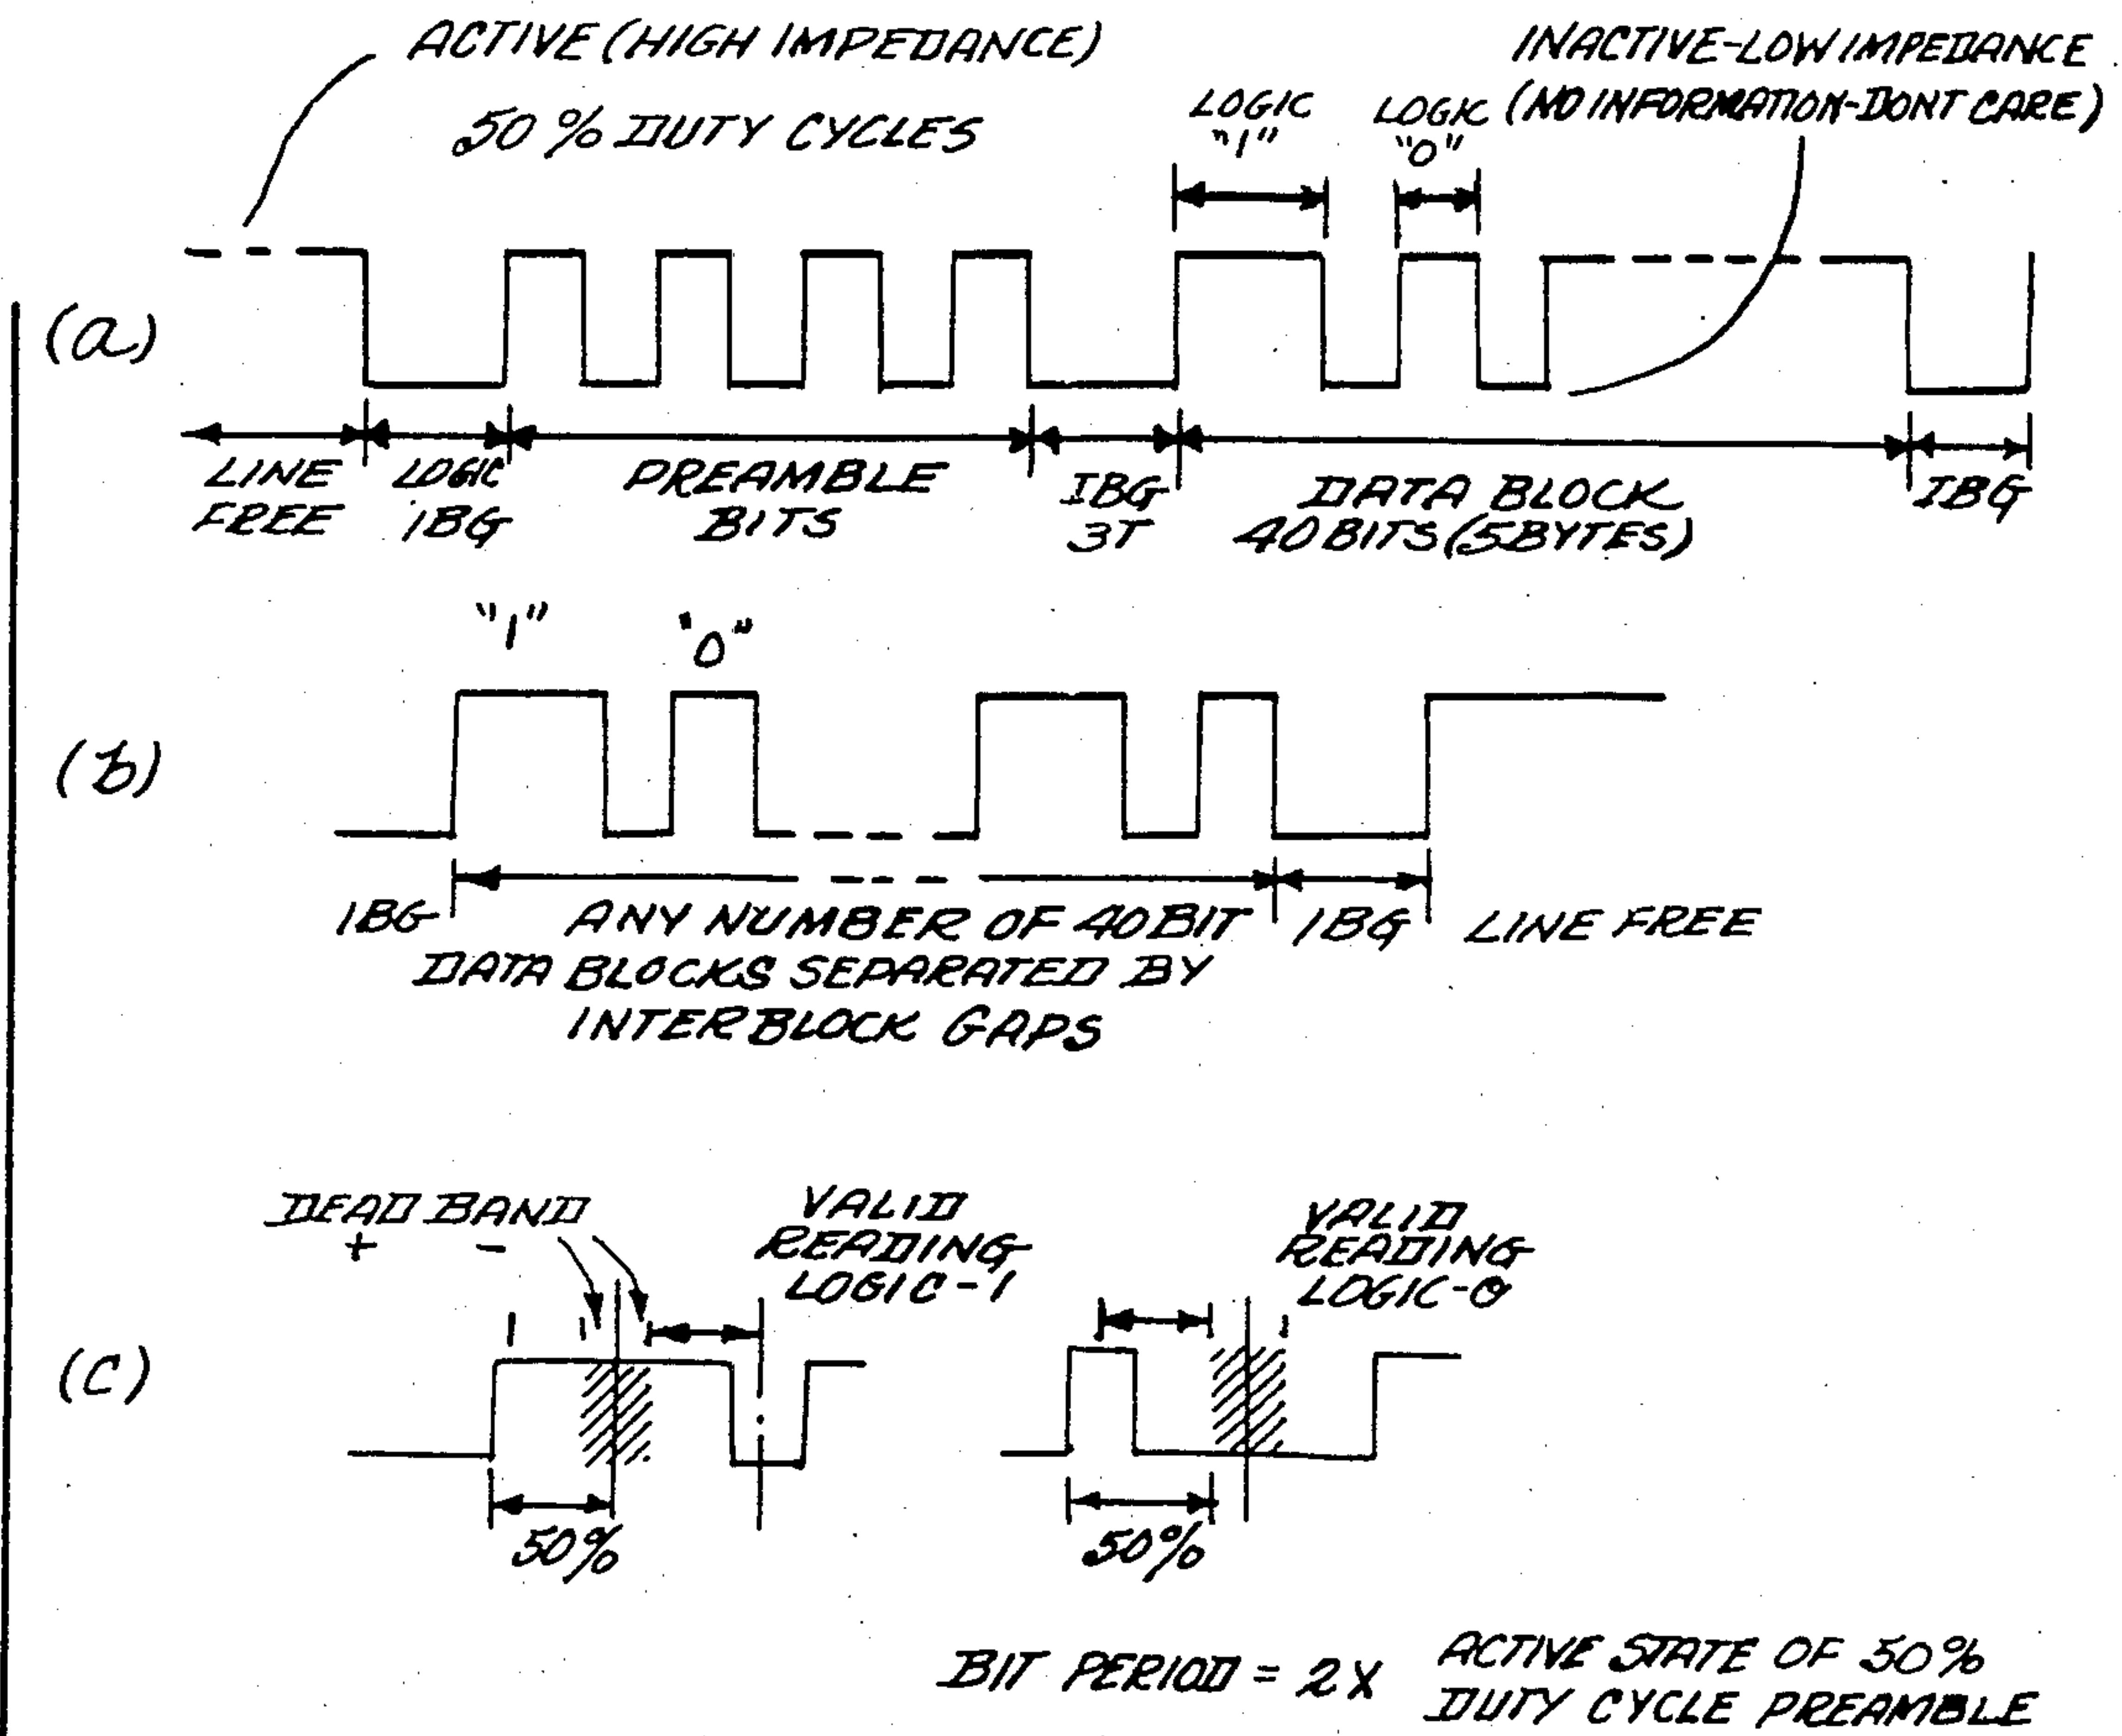 ACTIVE (HIGH IMPEDANCE)
50% DUTY CYCLES
INACTIVE-LOW IMPEDANCE
(NO INFORMATION-DONT CARE)
LOGIC
"1"
LOGIC
"0"
(a)
LINE
FREE
LOGIC
IBG
PREAMBLE
BITS
IBG
3T
DATA BLOCK
40 BITS (5BYTES)
IBG
"1"
"0"
(b)
IBG
ANY NUMBER OF 40 BIT
DATA BLOCKS SEPARATED BY
INTERBLOCK GAPS
IBG
LINE FREE
DEAD BAND
+ -
VALID
READING
LOGIC-1
VALID
READING
LOGIC-0
(c)
50%
50%
BIT PERIOD = 2X
ACTIVE STATE OF 50%
DUTY CYCLE PREAMBLE